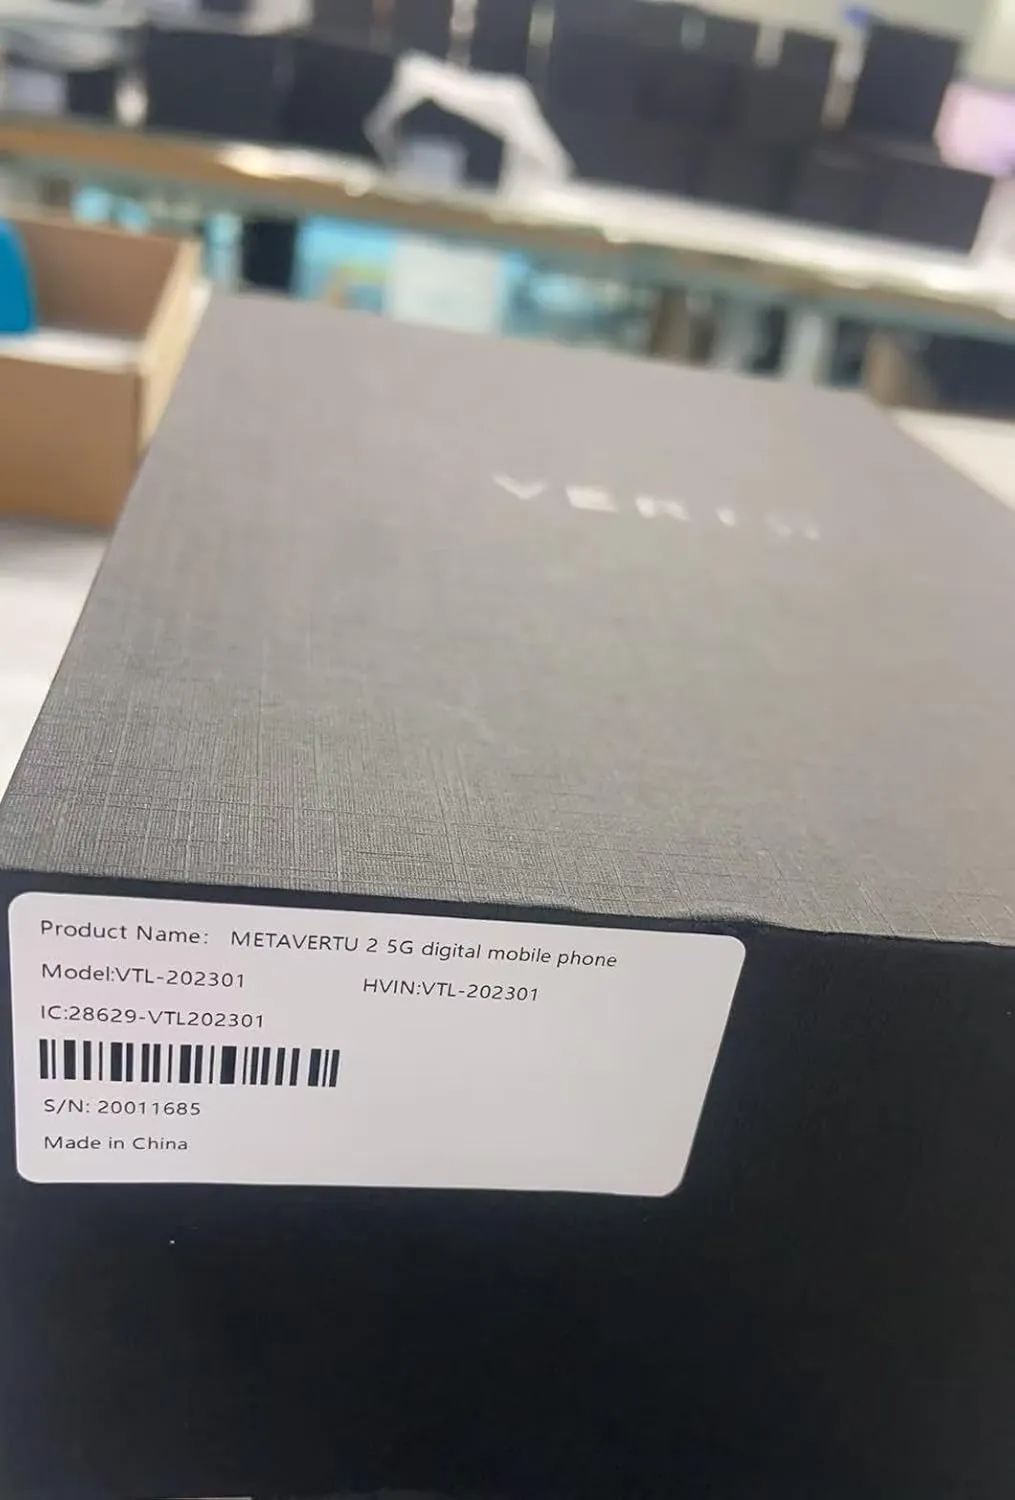 Product Name: METAVERTU 2 5G digital mobile phone
Model:VTL-202301 HVIN:VTL-202301
IC:28629-VTL202301
S/N: 20011685
Made in China